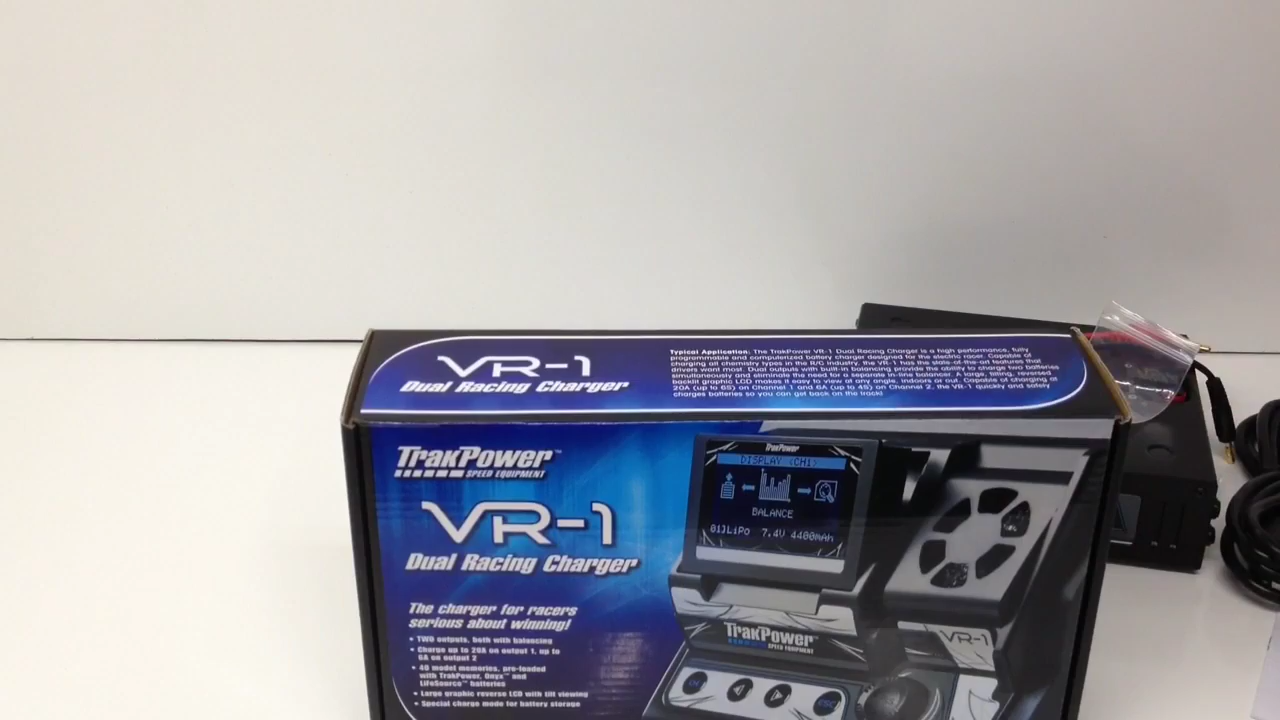 VR-1
Dual Racing Charger
Typical Application: The TrakPower VR-1 Dual Racing Charger is a high performance, fully
programmable and computerized battery charger designed for the electric racer. Capable of
charging all chemistry types in the R/C industry, the VR-1 has the state-of-the-art features that
drivers want most. Dual outputs with built-in balancing provide the ability to charge two batteries
simultaneously and eliminate the need for a separate in-line balancer. A large, tilting, reversed
backlit graphic LCD makes it easy to view at any angle, indoors or out. Capable of charging at
20A (up to 6S) on Channel 1 and 6A (up to 4S) on Channel 2, the VR-1 quickly and safely
charges batteries so you can get back on the track!
TrakPower™
SPEED EQUIPMENT
VR-1
Dual Racing Charger
The charger for racers
serious about winning!
• TWO outputs, both with balancing
• Charge up to 20A on output 1, up to
6A on output 2
• 40 model memories, pre-loaded
with TrakPower, Onyx™ and
LiFeSource™ batteries
• Large graphic reverse LCD with tilt viewing
• Special charge mode for battery storage
TrakPower
DISPLAY (CH1)
BALANCE
01]LiPo 7.4V 4400mAh
TrakPower™
SPEED EQUIPMENT
VR-1
ESC